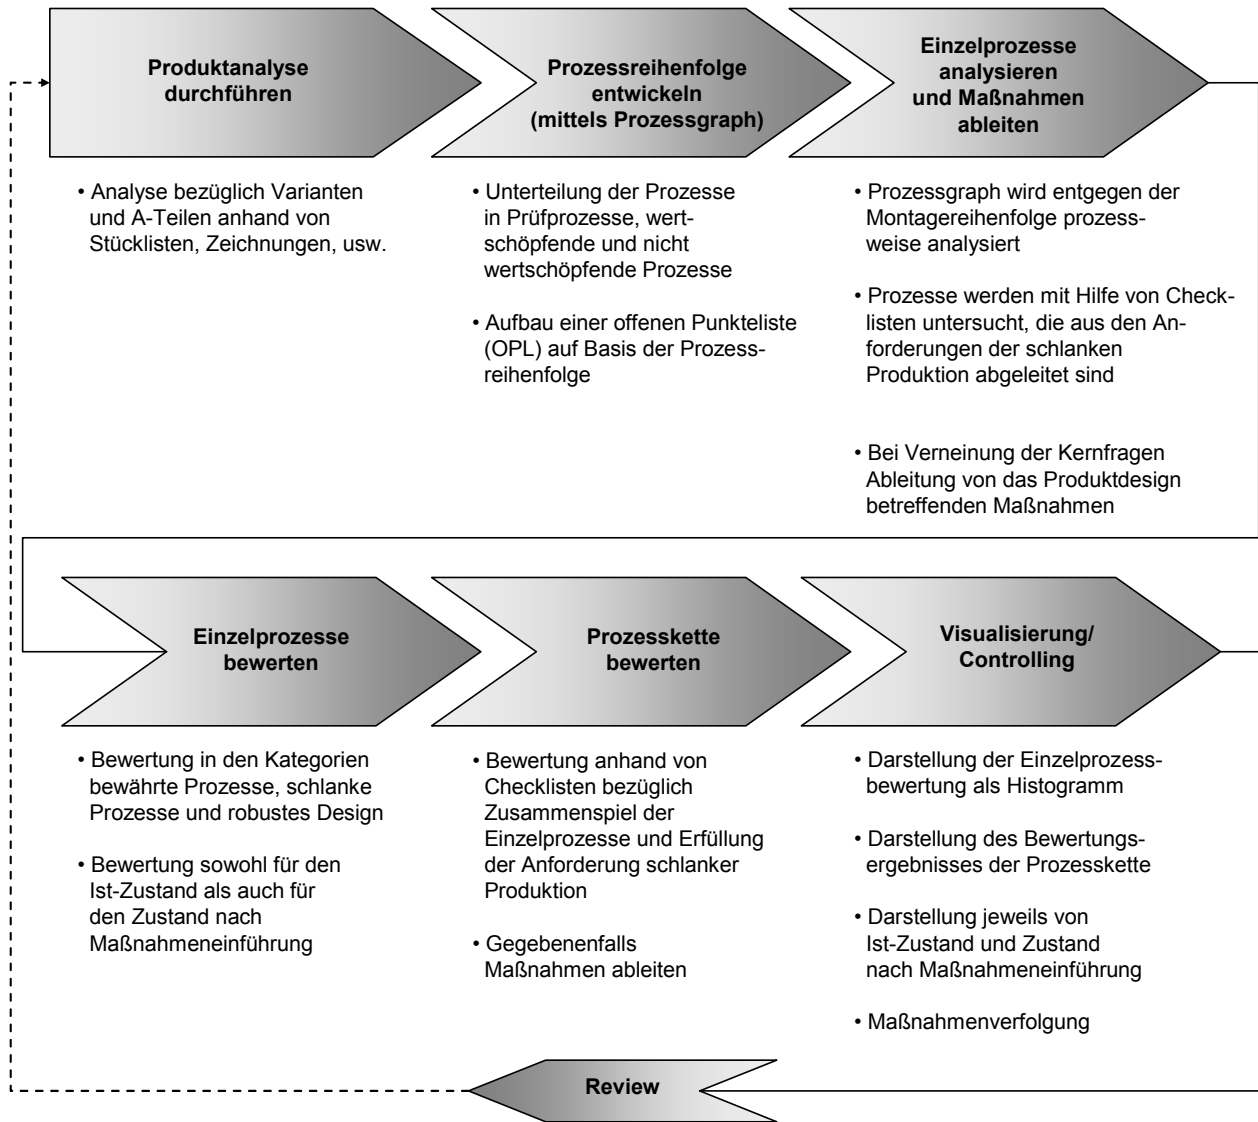 Produktanalyse
durchführen
Prozessreihenfolge
entwickeln
(mittels Prozessgraph)
Einzelprozesse
analysieren
und Maßnahmen
ableiten
• Analyse bezüglich Varianten
und A-Teilen anhand von
Stücklisten, Zeichnungen, usw.
• Unterteilung der Prozesse
in Prüfprozesse, wert-
schöpfende und nicht
wertschöpfende Prozesse
• Aufbau einer offenen Punkteliste
(OPL) auf Basis der Prozess-
reihenfolge
• Prozessgraph wird entgegen der
Montagereihenfolge prozess-
weise analysiert
• Prozesse werden mit Hilfe von Check-
listen untersucht, die aus den An-
forderungen der schlanken
Produktion abgeleitet sind
• Bei Verneinung der Kernfragen
Ableitung von das Produktdesign
betreffenden Maßnahmen
Einzelprozesse
bewerten
Prozesskette
bewerten
Visualisierung/
Controlling
• Bewertung in den Kategorien
bewährte Prozesse, schlanke
Prozesse und robustes Design
• Bewertung sowohl für den
Ist-Zustand als auch für
den Zustand nach
Maßnahmeneinführung
• Bewertung anhand von
Checklisten bezüglich
Zusammenspiel der
Einzelprozesse und Erfüllung
der Anforderung schlanker
Produktion
• Gegebenenfalls
Maßnahmen ableiten
• Darstellung der Einzelprozess-
bewertung als Histogramm
• Darstellung des Bewertungs-
ergebnisses der Prozesskette
• Darstellung jeweils von
Ist-Zustand und Zustand
nach Maßnahmeneinführung
• Maßnahmenverfolgung
Review